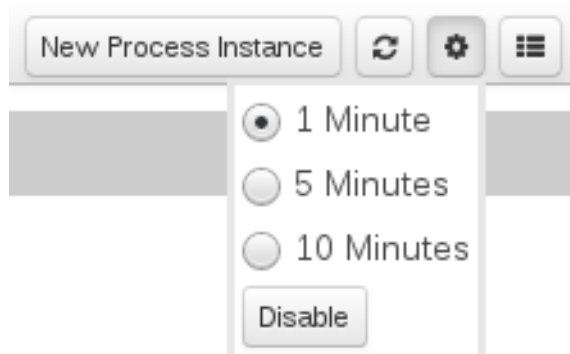 New Process Instance
1 Minute
5 Minutes
10 Minutes
Disable